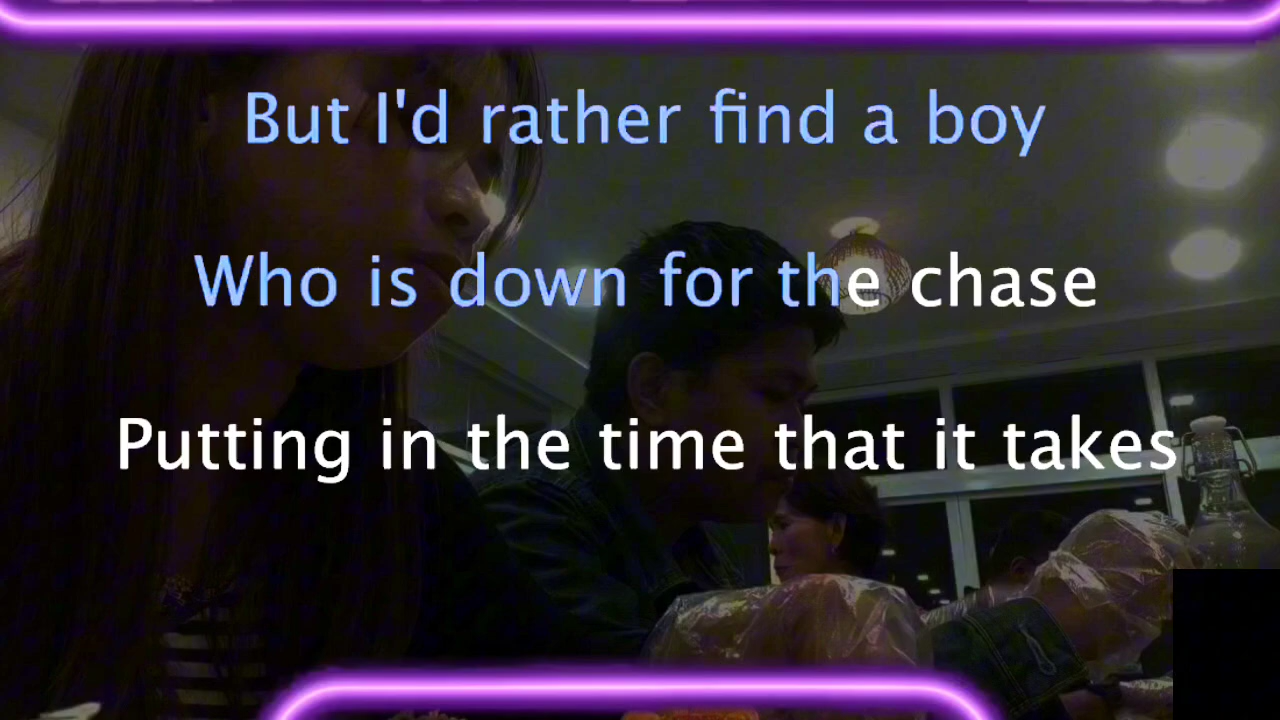 But I'd rather find a boy
Who is down for the chase
Putting in the time that it takes